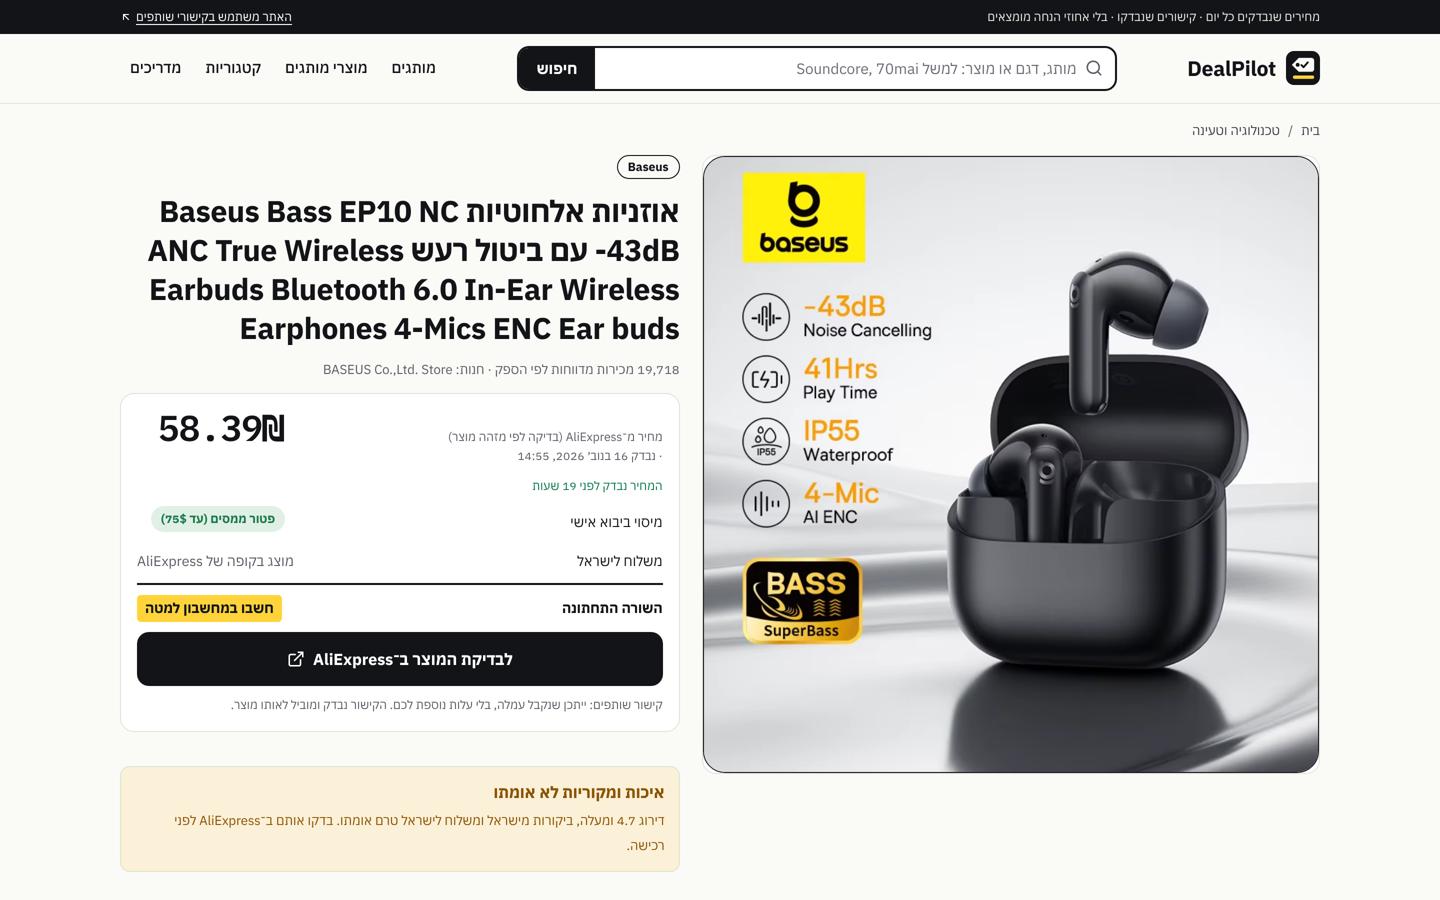 מחירים שנבדקים כל יום · קישורים שנבדקו · בלי אחוזי הנחה מומצאים
האתר משתמש בקישורי שותפים
DealPilot
מותג, דגם או מוצר: למשל Soundcore, 70mai
חיפוש
מותגים
מוצרי מותגים
קטגוריות
מדריכים
בית / טכנולוגיה וטעינה
baseus
-43dB
Noise Cancelling
41Hrs
Play Time
IP55
IP55
Waterproof
4-Mic
AI ENC
BASS
SuperBass
Baseus
אוזניות אלחוטיות Baseus Bass EP10 NC
-43dB עם ביטול רעש ANC True Wireless
Earbuds Bluetooth 6.0 In-Ear Wireless
Earphones 4-Mics ENC Ear buds
19,718 מכירות מדווחות לפי הספק · חנות: BASEUS Co.,Ltd. Store
מחיר מ־AliExpress (בדיקה לפי מזהה מוצר)
· נבדק 16 בנוב׳ 2026, 14:55
₪58.39
המחיר נבדק לפני 19 שעות
מיסוי ביבוא אישי
פטור ממסים (עד $75)
משלוח לישראל
מוצג בקופה של AliExpress
השורה התחתונה
חשבו במחשבון למטה
לבדיקת המוצר ב־AliExpress
קישור שותפים: ייתכן שנקבל עמלה, בלי עלות נוספת לכם. הקישור נבדק ומוביל לאותו מוצר.
איכות ומקוריות לא אומתו
דירוג 4.7 ומעלה, ביקורות מישראל ומשלוח לישראל טרם אומתו. בדקו אותם ב־AliExpress לפני
רכישה.